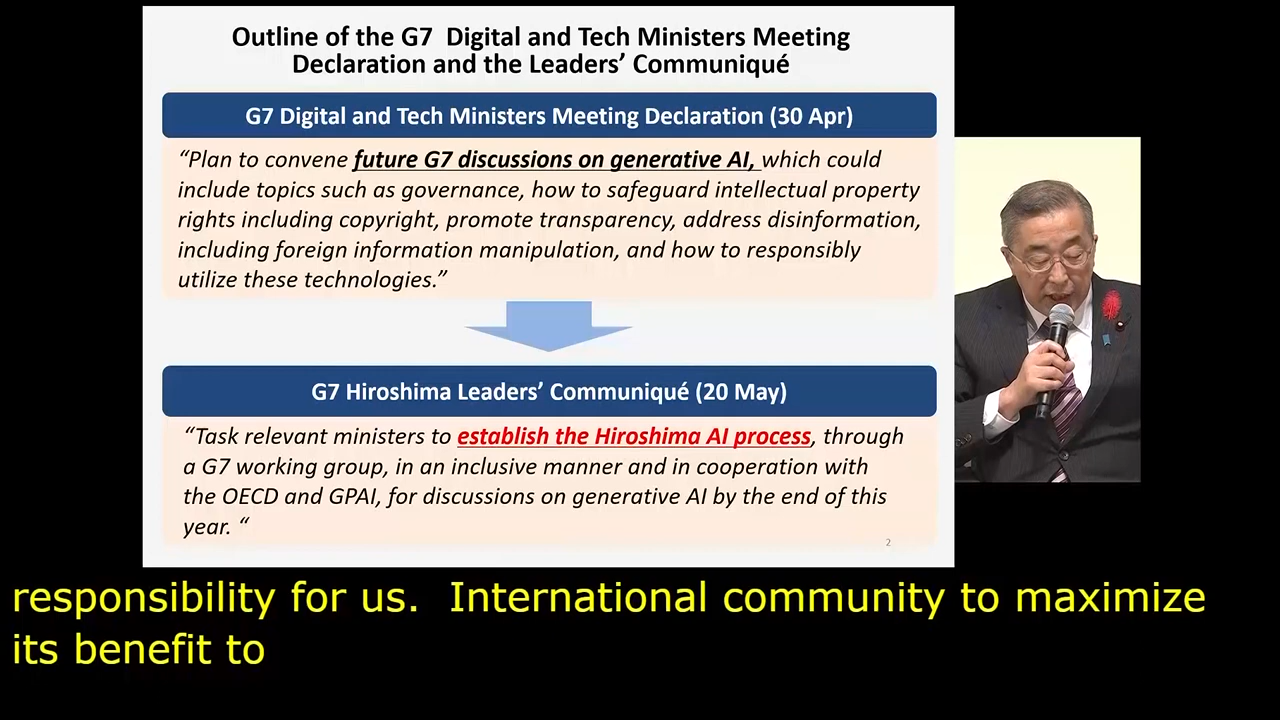 Outline of the G7  Digital and Tech Ministers Meeting
Declaration and the Leaders’ Communiqué
G7 Digital and Tech Ministers Meeting Declaration (30 Apr)
“Plan to convene future G7 discussions on generative AI, which could
include topics such as governance, how to safeguard intellectual property
rights including copyright, promote transparency, address disinformation,
including foreign information manipulation, and how to responsibly
utilize these technologies.”
G7 Hiroshima Leaders’ Communiqué (20 May)
“Task relevant ministers to establish the Hiroshima AI process, through
a G7 working group, in an inclusive manner and in cooperation with
the OECD and GPAI, for discussions on generative AI by the end of this
year. “
2
responsibility for us.  International community to maximize
its benefit to